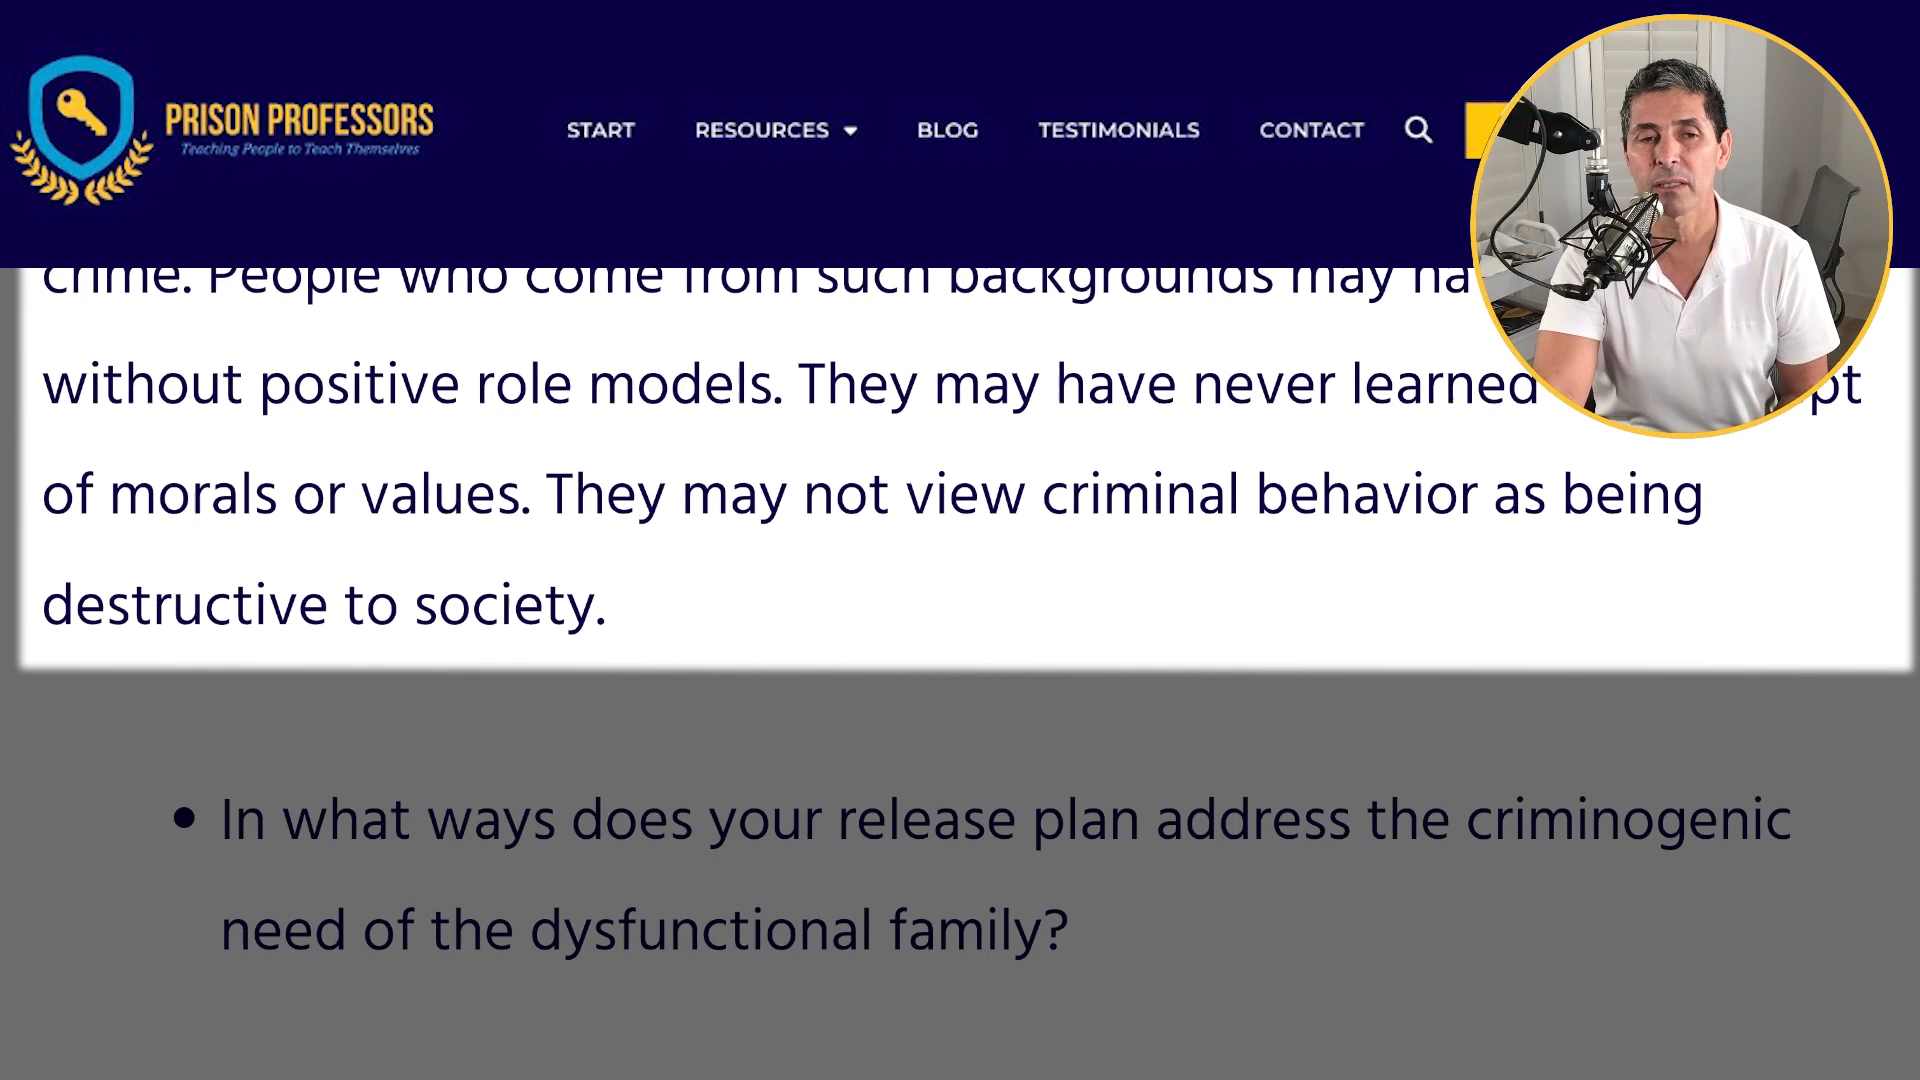 PRISON PROFESSORS
Teaching People to Teach Themselves
START RESOURCES BLOG TESTIMONIALS CONTACT
crime. People who come from such backgrounds may
without positive role models. They may have never learned
of morals or values. They may not view criminal behavior as being
destructive to society.
• In what ways does your release plan address the criminogenic
need of the dysfunctional family?